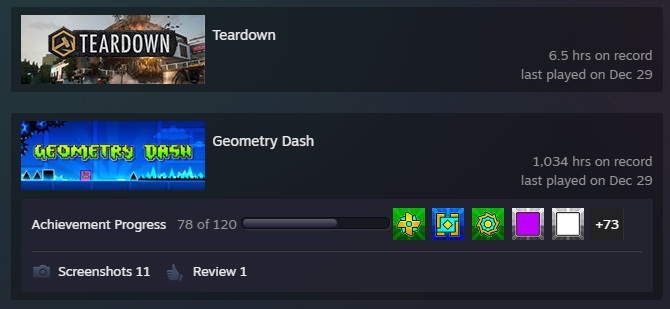 TEARDOWN
Teardown
6.5 hrs on record
last played on Dec 29
GEOMETRY DASH
Geometry Dash
1,034 hrs on record
last played on Dec 29
Achievement Progress 78 of 120 +73
Screenshots 11 Review 1